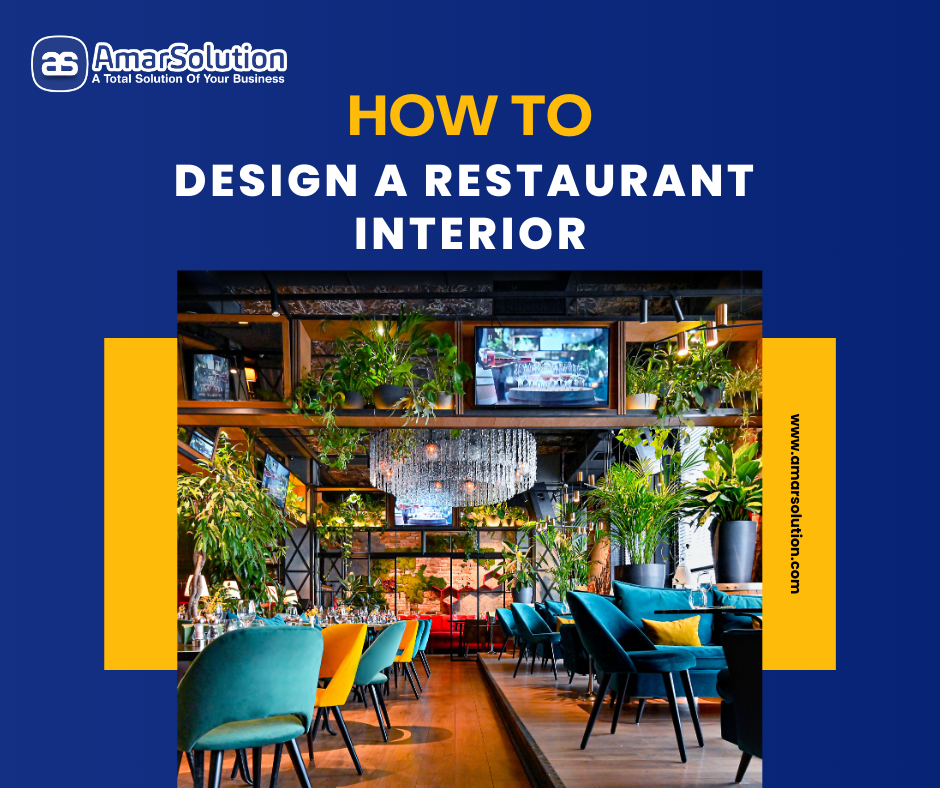 as
AmarSolution
A Total Solution Of Your Business
HOW TO
DESIGN A RESTAURANT
INTERIOR
www.amarsolution.com